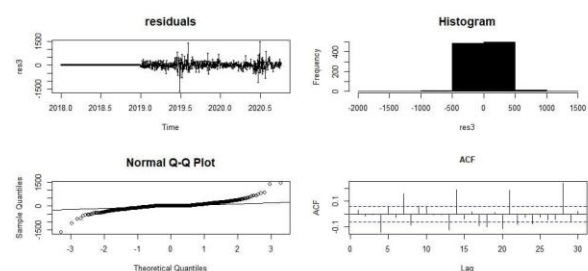 residuals
res3
-1500
0
1500
2018.0 2018.5 2019.0 2019.5 2020.0 2020.5
Time
Histogram
Frequency
0
200
400
-2000 -1500 -1000 -500 0 500 1000 1500
res3
Normal Q-Q Plot
Sample Quantiles
-1500
0
1500
-3 -2 -1 0 1 2 3
Theoretical Quantiles
ACF
ACF
-0.1
0.1
0 5 10 15 20 25 30
Lag